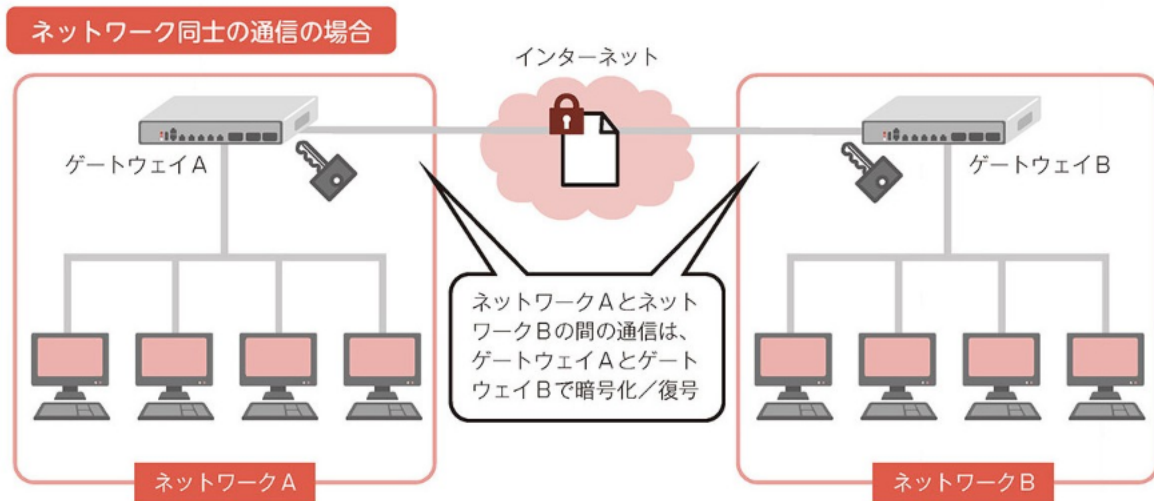 ネットワーク同士の通信の場合
インターネット
ゲートウェイA
ゲートウェイB
ネットワークAとネット
ワークBの間の通信は、
ゲートウェイAとゲート
ウェイBで暗号化／復号
ネットワークA
ネットワークB